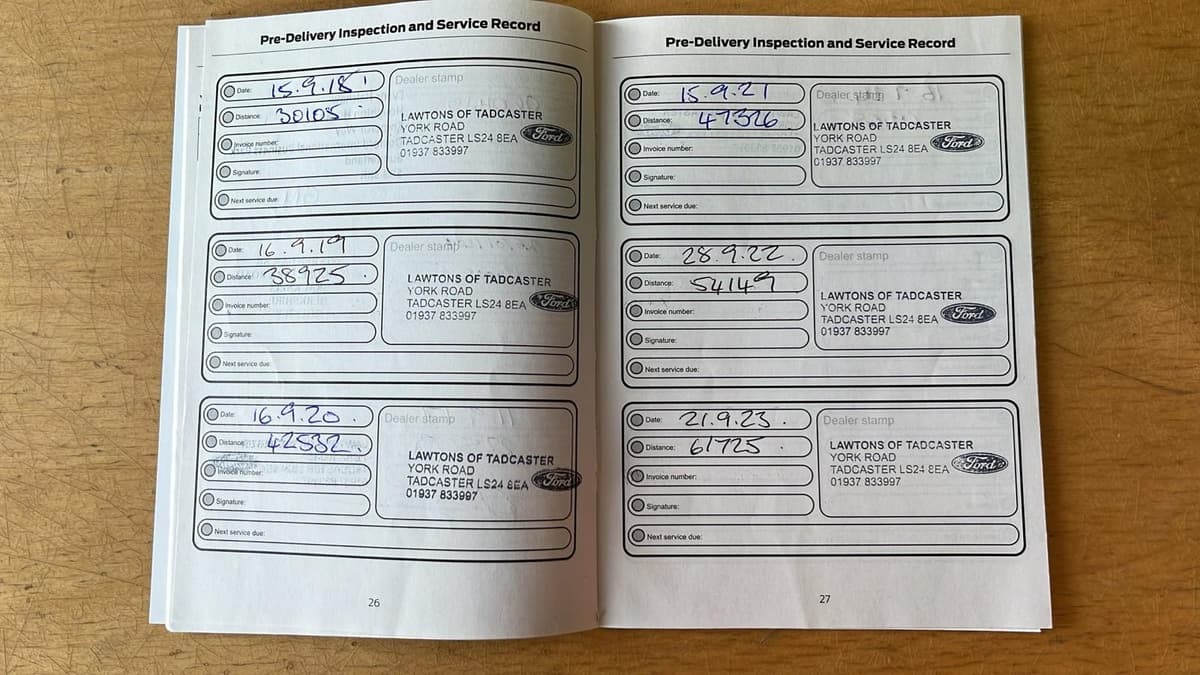 Pre-Delivery Inspection and Service Record
Date: 15.9.18
Distance: 30105
Invoice number:
Signature:
Next service due:
Dealer stamp
LAWTONS OF TADCASTER
YORK ROAD
TADCASTER LS24 8EA
01937 833997
Ford
Date: 16.9.19
Distance: 38925
Invoice number:
Signature:
Next service due:
Dealer stamp
LAWTONS OF TADCASTER
YORK ROAD
TADCASTER LS24 8EA
01937 833997
Ford
Date: 16.9.20.
Distance: 42532.
Invoice number:
Signature:
Next service due:
Dealer stamp
LAWTONS OF TADCASTER
YORK ROAD
TADCASTER LS24 8EA
01937 833997
Ford
26
Pre-Delivery Inspection and Service Record
Date: 15.9.21
Distance: 47326.
Invoice number:
Signature:
Next service due:
Dealer stamp
LAWTONS OF TADCASTER
YORK ROAD
TADCASTER LS24 8EA
01937 833997
Ford
Date: 28.9.22.
Distance: 54149
Invoice number:
Signature:
Next service due:
Dealer stamp
LAWTONS OF TADCASTER
YORK ROAD
TADCASTER LS24 8EA
01937 833997
Ford
Date: 21.9.23.
Distance: 61725.
Invoice number:
Signature:
Next service due:
Dealer stamp
LAWTONS OF TADCASTER
YORK ROAD
TADCASTER LS24 8EA
01937 833997
Ford
27